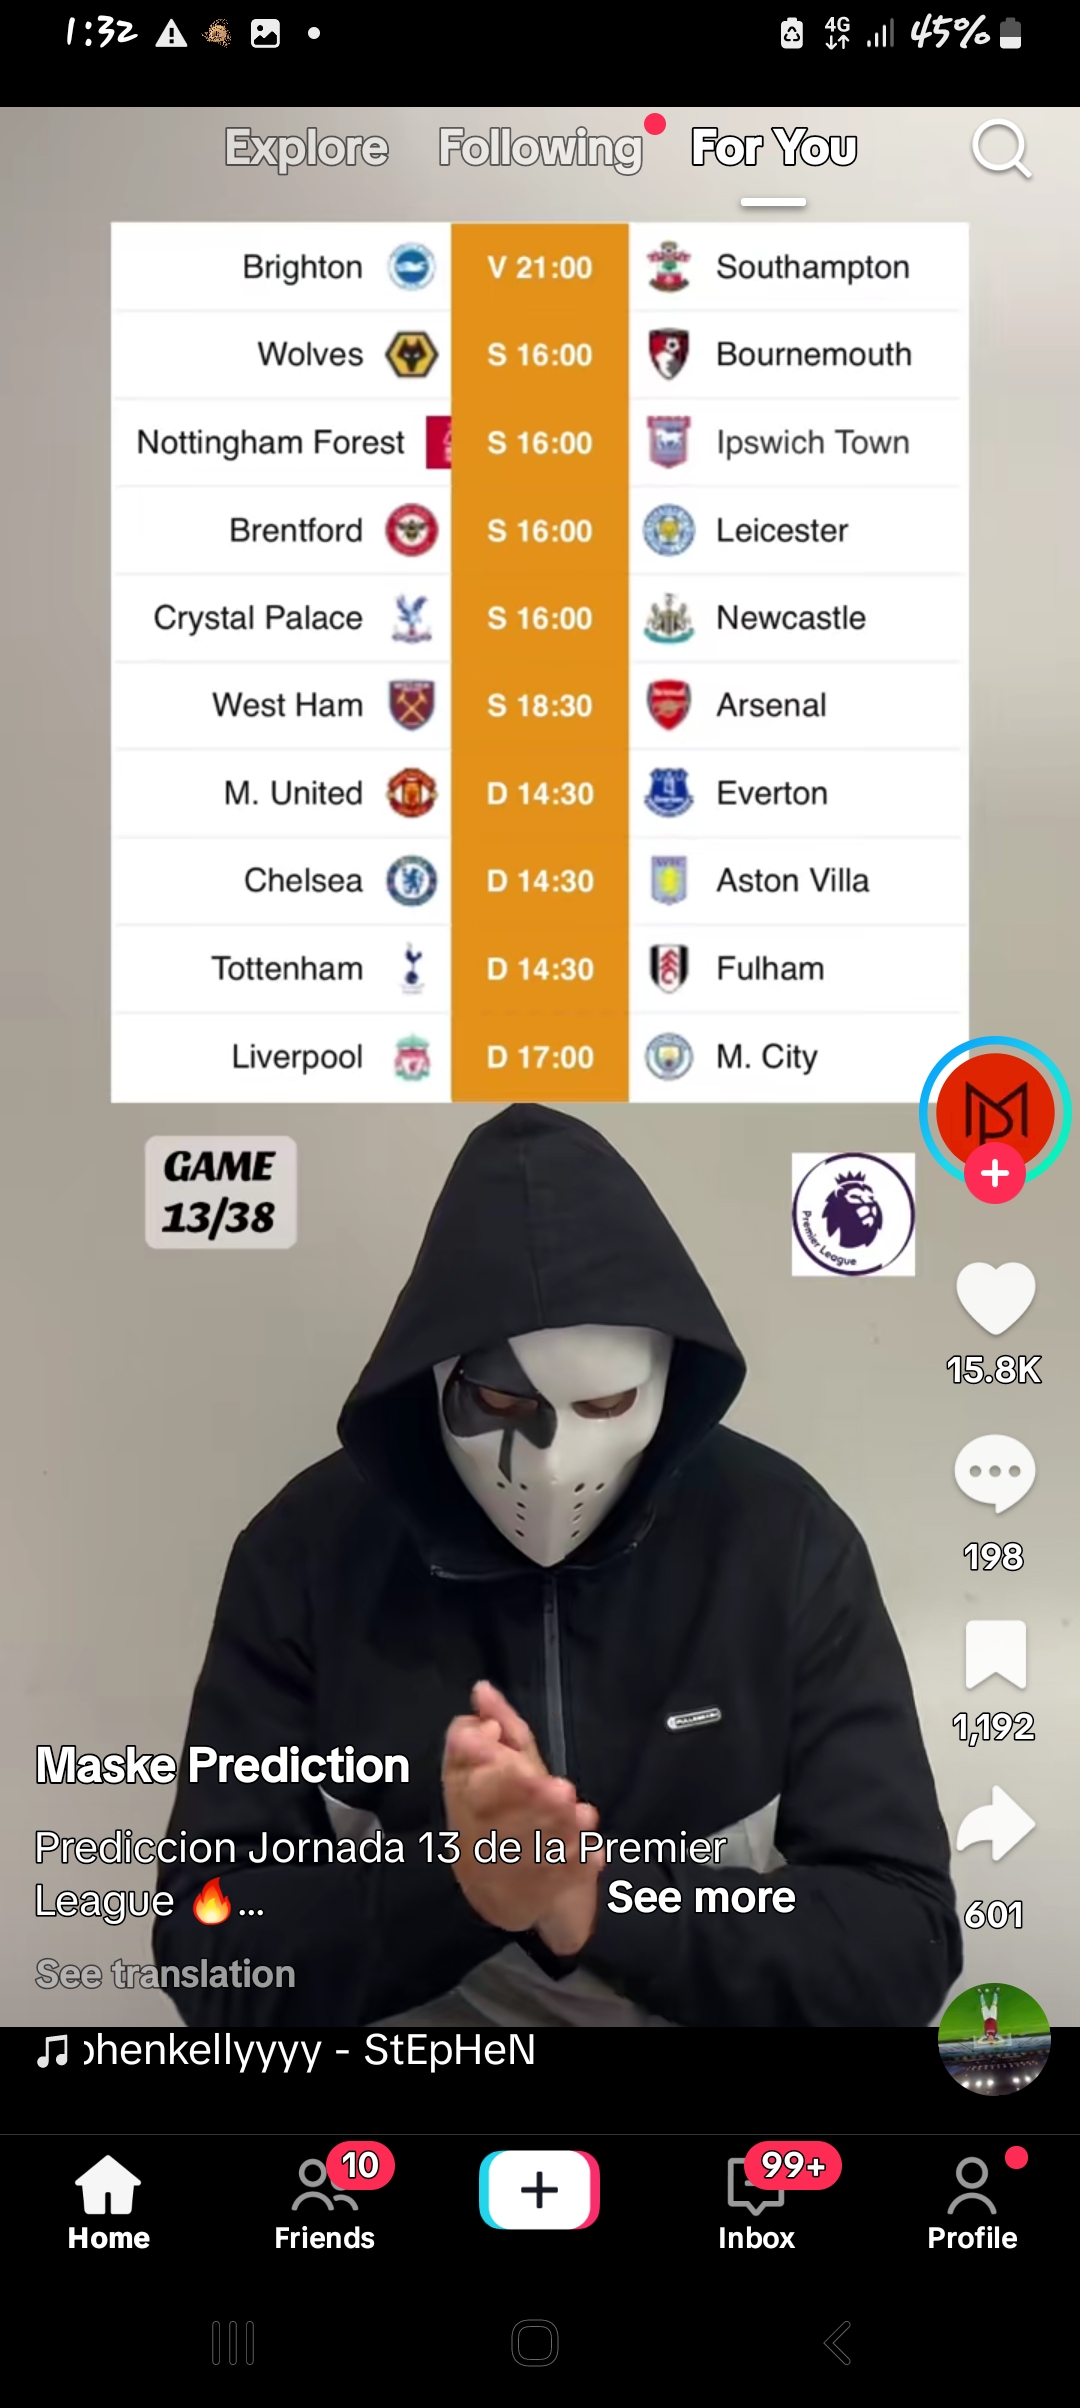 1:32
4G
45%
Explore
Following
For You
Brighton V 21:00 Southampton
Wolves S 16:00 Bournemouth
Nottingham Forest S 16:00 Ipswich Town
Brentford S 16:00 Leicester
Crystal Palace S 16:00 Newcastle
West Ham S 18:30 Arsenal
M. United D 14:30 Everton
Chelsea D 14:30 Aston Villa
Tottenham D 14:30 Fulham
Liverpool D 17:00 M. City
GAME
13/38
Premier League
15.8K
198
1,192
601
Maske Prediction
Prediccion Jornada 13 de la Premier
League 🔥... See more
See translation
phenkellyyyy - StEpHeN
10
99+
Home
Friends
Inbox
Profile